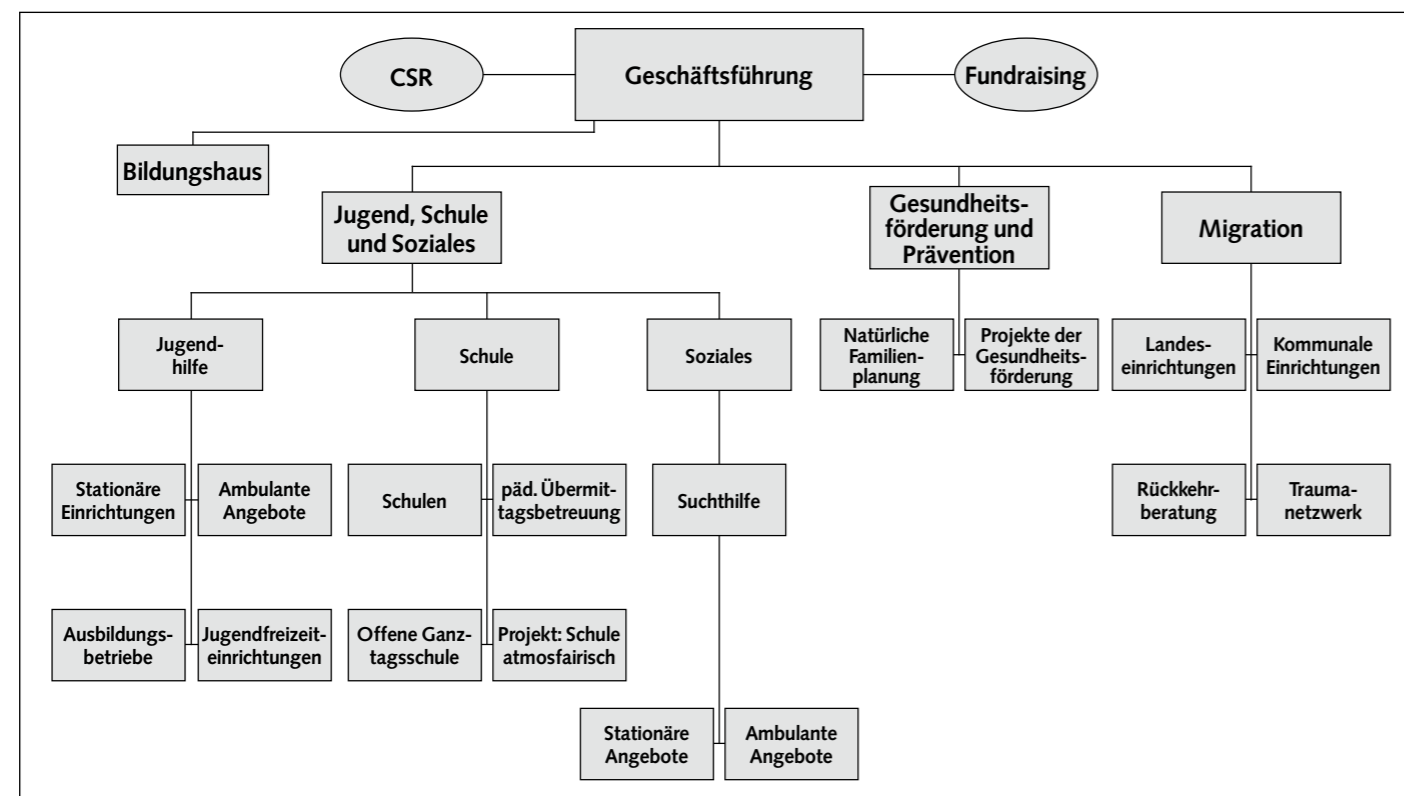 CSR
Geschäftsführung
Fundraising
Bildungshaus
Jugend, Schule
und Soziales
Gesundheits-
förderung und
Prävention
Migration
Jugend-
hilfe
Schule
Soziales
Natürliche
Familien-
planung
Projekte der
Gesundheits-
förderung
Landes-
einrichtungen
Kommunale
Einrichtungen
Stationäre
Einrichtungen
Ambulante
Angebote
Schulen
päd. Übermit-
tagsbetreuung
Suchthilfe
Rückkehr-
beratung
Trauma-
netzwerk
Ausbildungs-
betriebe
Jugendfreizeit-
einrichtungen
Offene Ganz-
tagsschule
Projekt: Schule
atmosfairisch
Stationäre
Angebote
Ambulante
Angebote